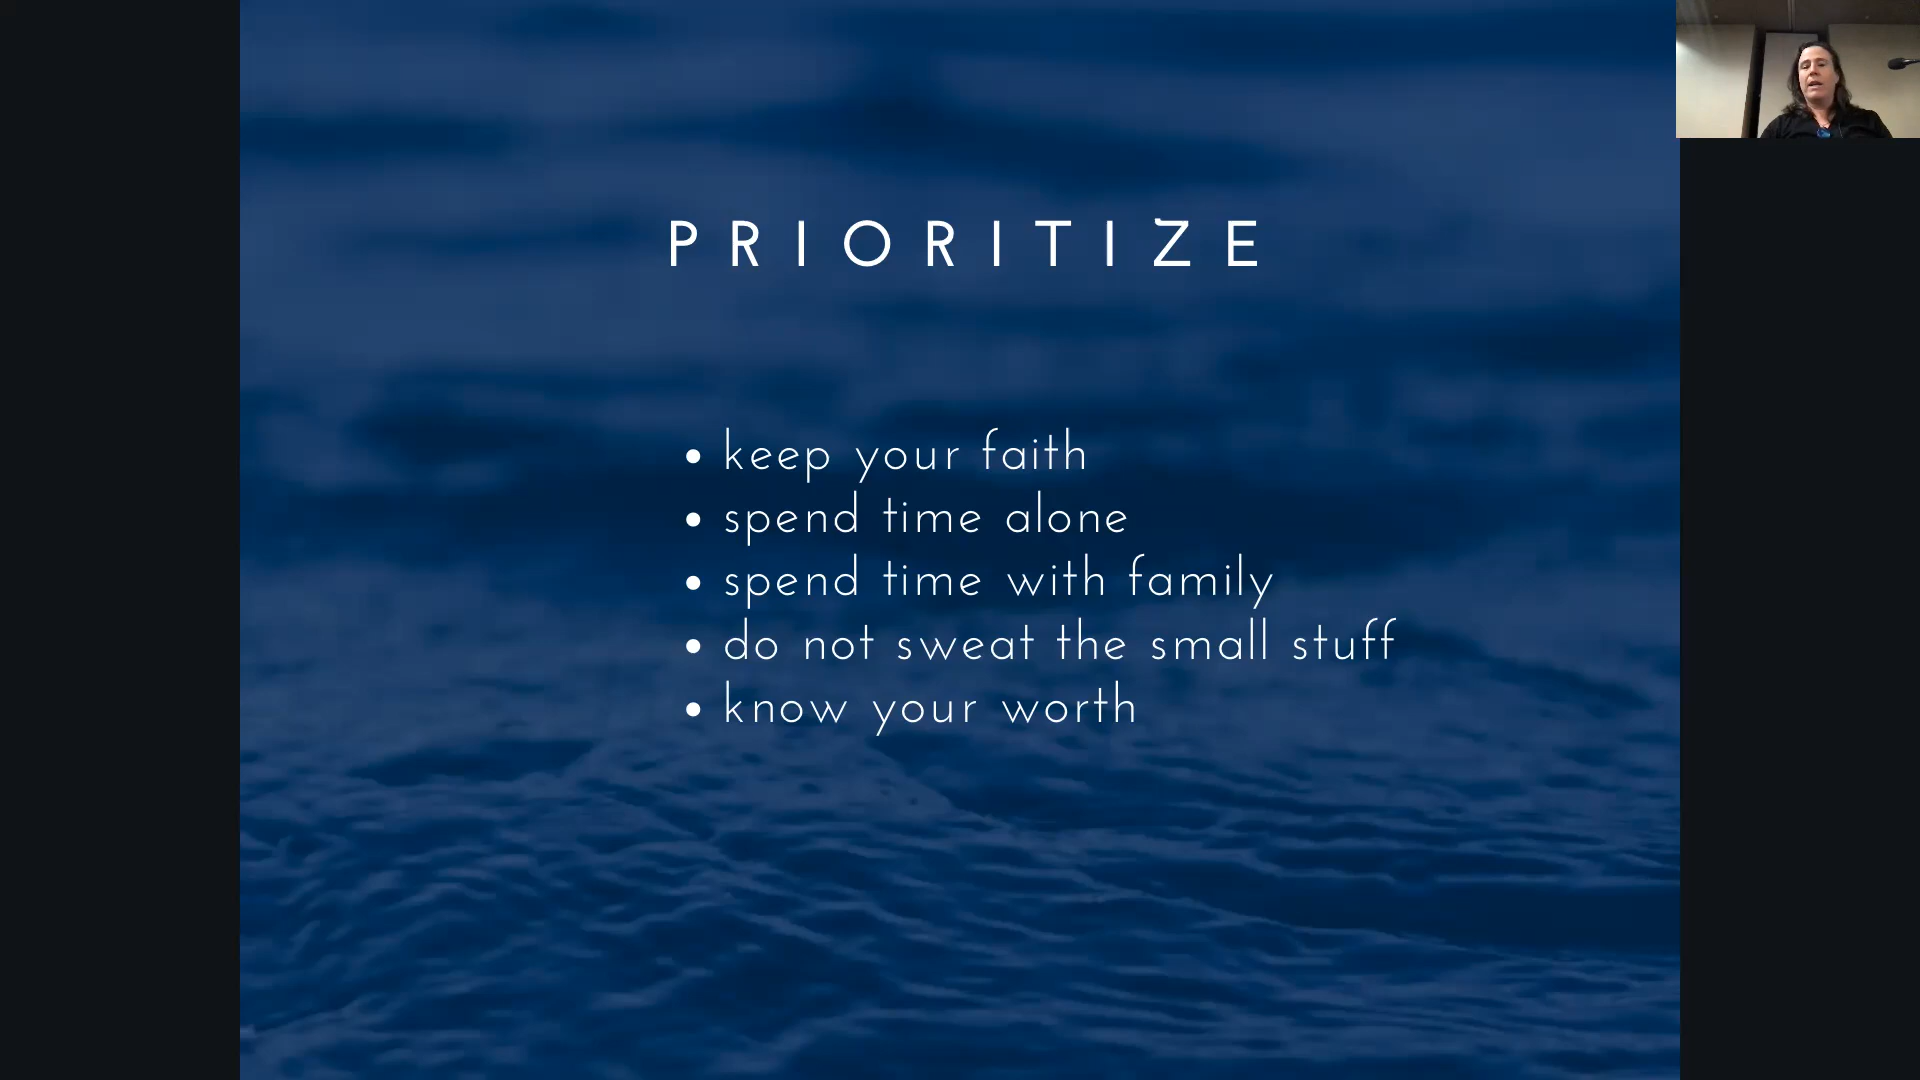 PRIORITIZE
• keep your faith
• spend time alone
• spend time with family
• do not sweat the small stuff
• know your worth